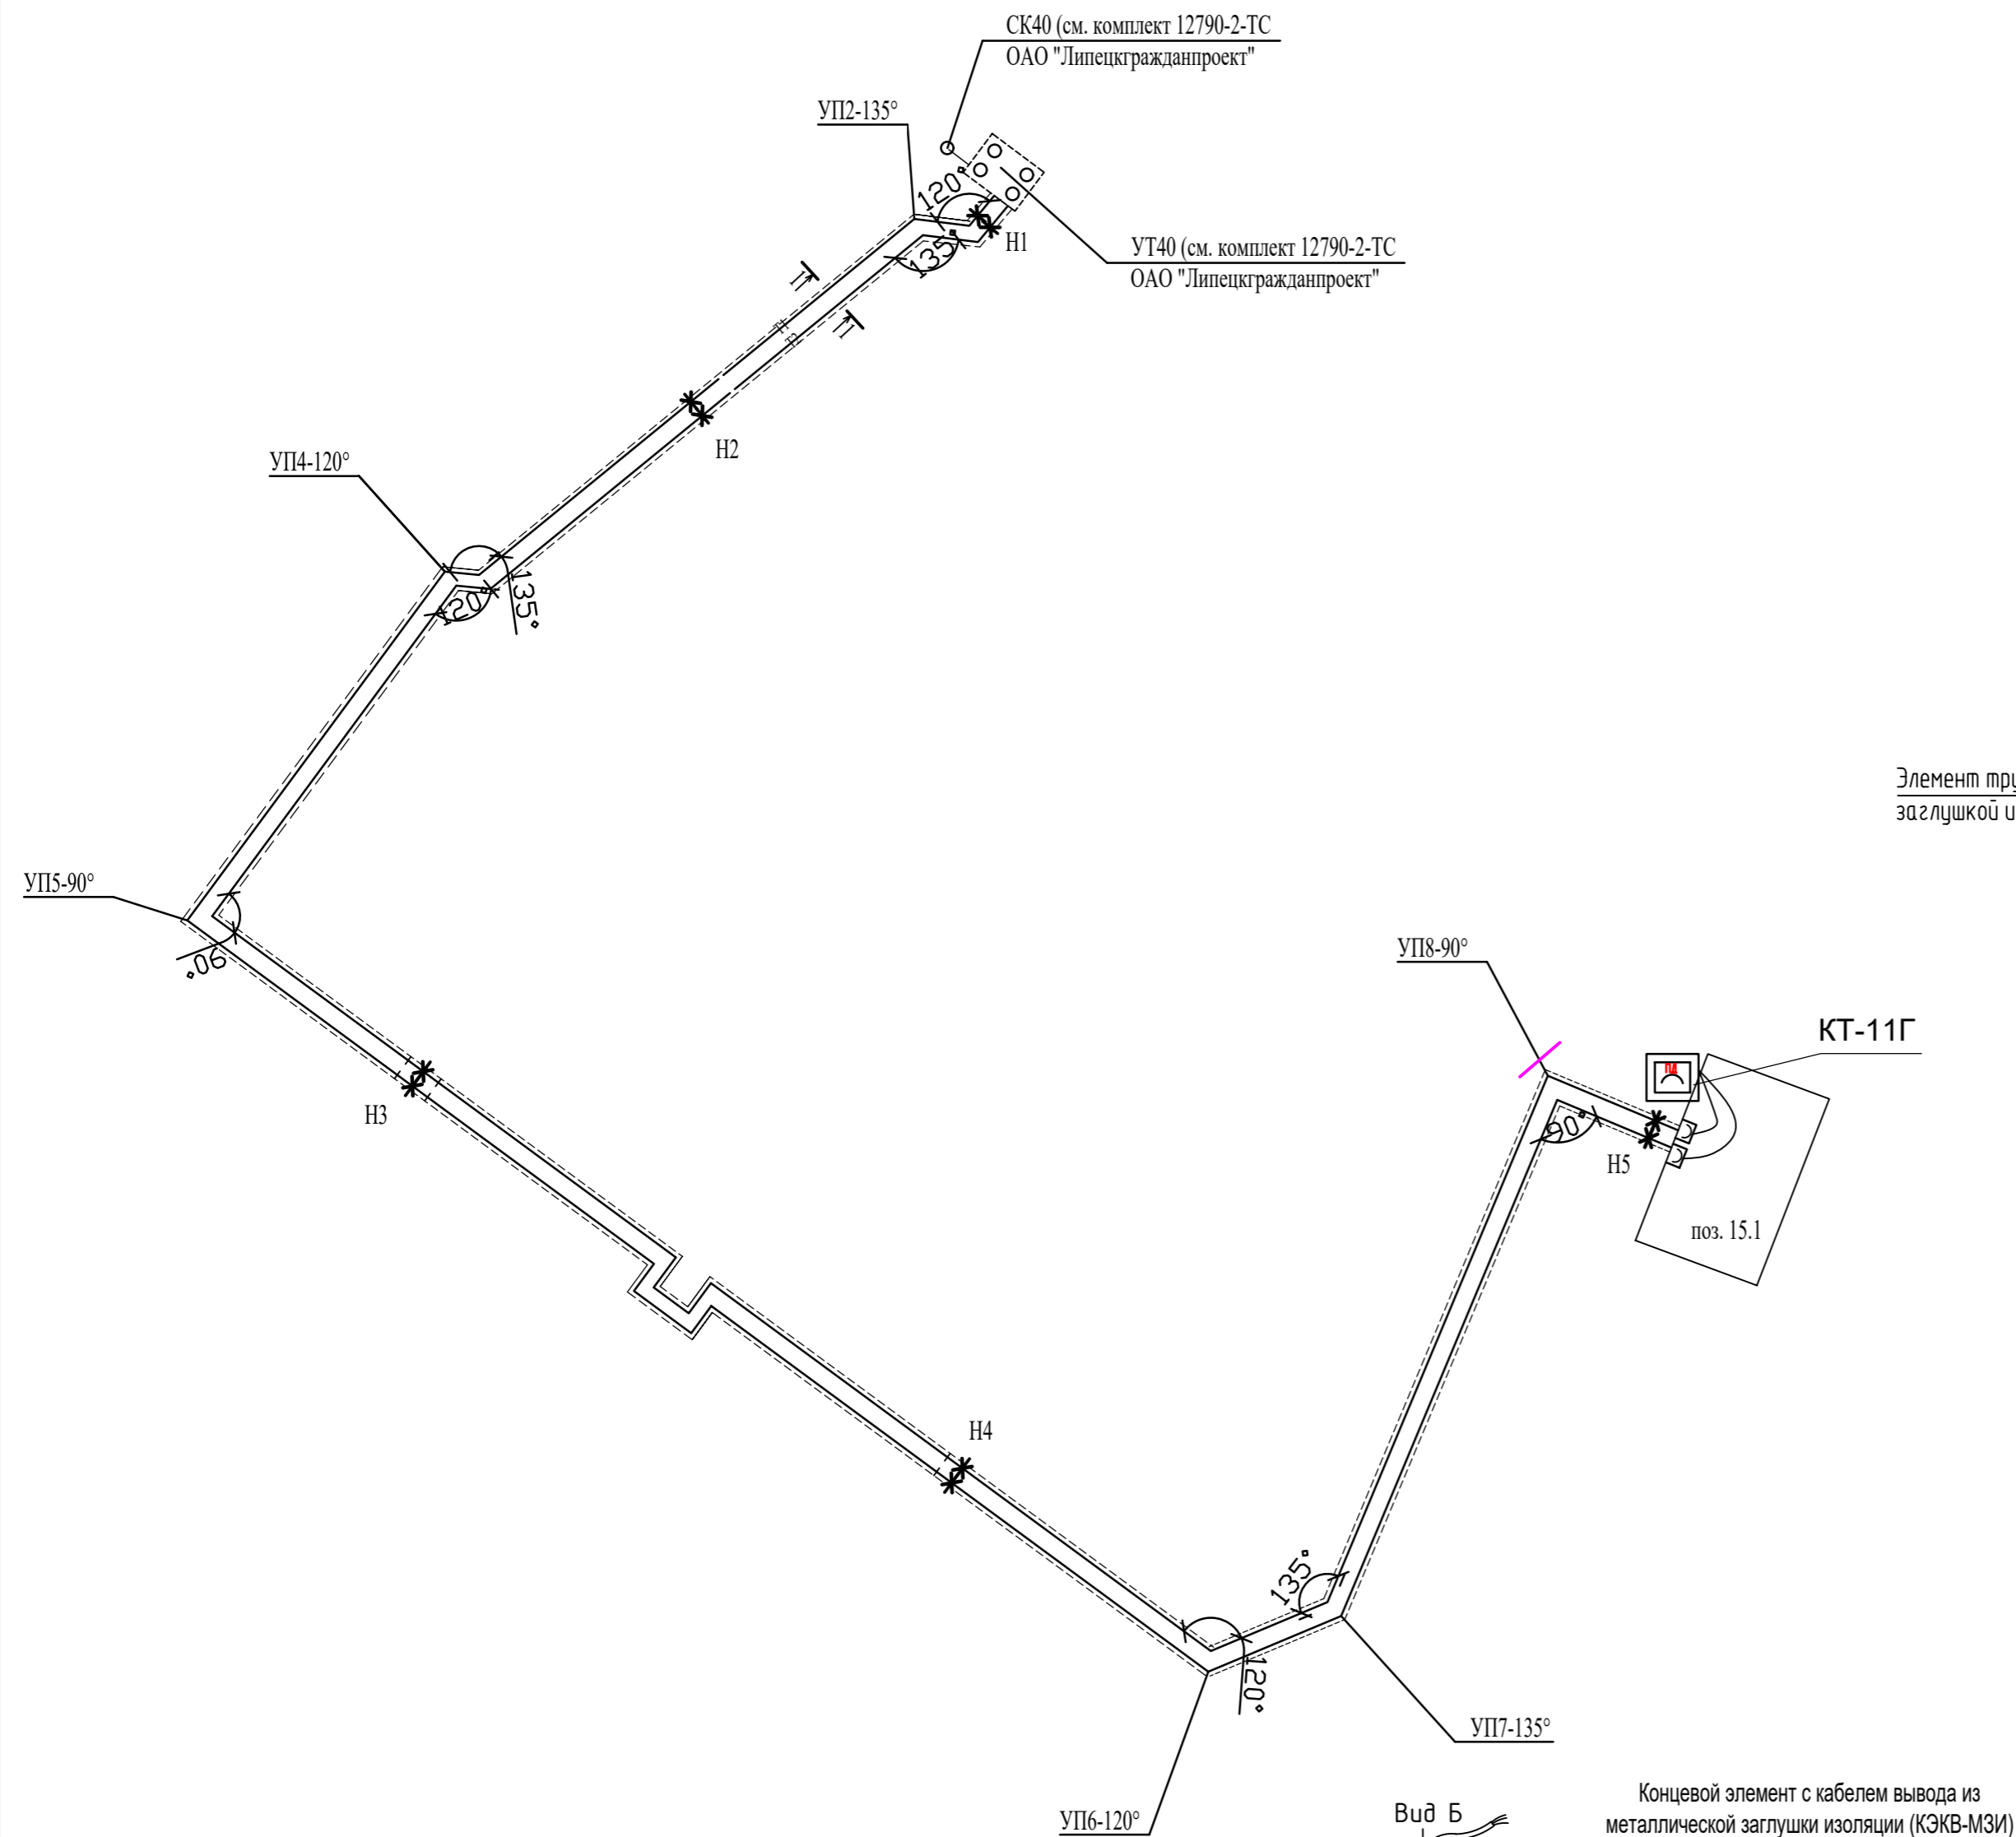 СК40 (см. комплект 12790-2-ТС
ОАО "Липецкгражданпроект"
УП2-135°
120°
Н1
135°
УТ40 (см. комплект 12790-2-ТС
ОАО "Липецкгражданпроект"
1
1
Н2
УП4-120°
135°
120°
Элемент тру
заглушкой и
УП5-90°
90°
УП8-90°
КТ-11Г
ПД
Н3
90°
Н5
поз. 15.1
Н4
135°
120°
УП7-135°
УП6-120°
Вид Б
Концевой элемент с кабелем вывода из
металлической заглушки изоляции (КЭКВ-МЗИ)